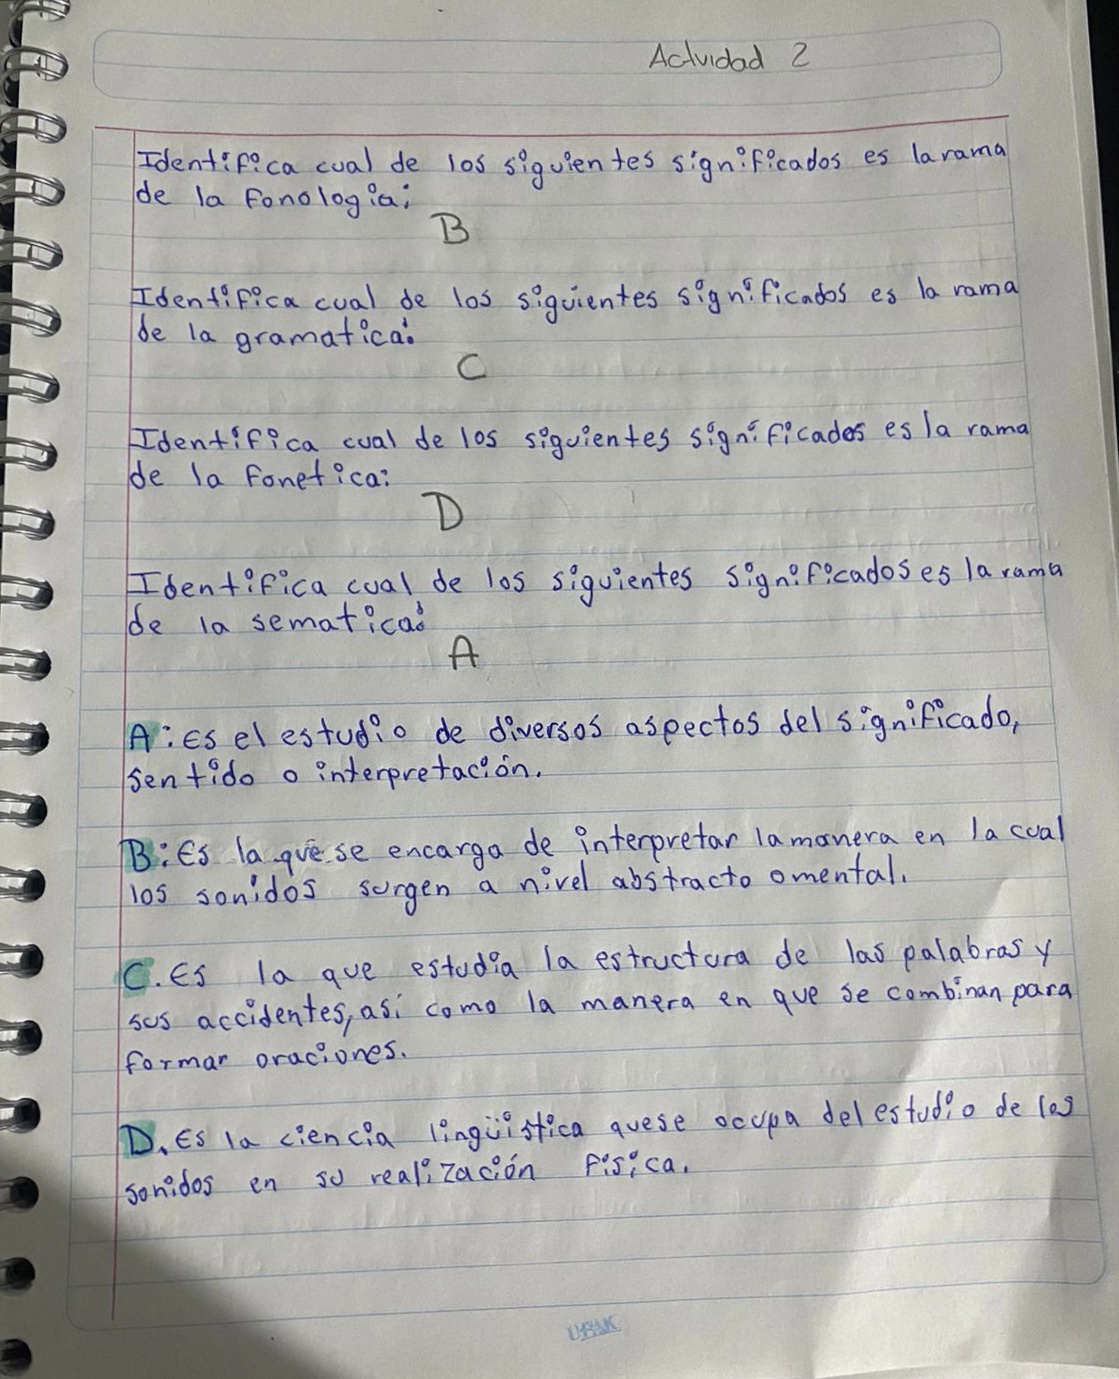 Actividad 2
Identifica cual de los siguientes significados es la rama
de la Fonologia:
B
Identifica cual de los siguientes significados es la rama
de la gramatica:
C
Identifica cual de los siguientes significados es la rama
de la Fonetica:
D
Identifica cual de los siguientes significados es la rama
de la sematica:
A
A: Es el estudio de diversos aspectos del significado,
sentido o interpretación.
B: Es la que se encarga de interpretar la manera en la cual
los sonidos surgen a nivel abstracto o mental.
C. Es la que estudia la estructura de las palabras y
sus accidentes, así como la manera en que se combinan para
formar oraciones.
D. Es la ciencia lingüistica que se ocupa del estudio de los
sonidos en su realización Fisica.